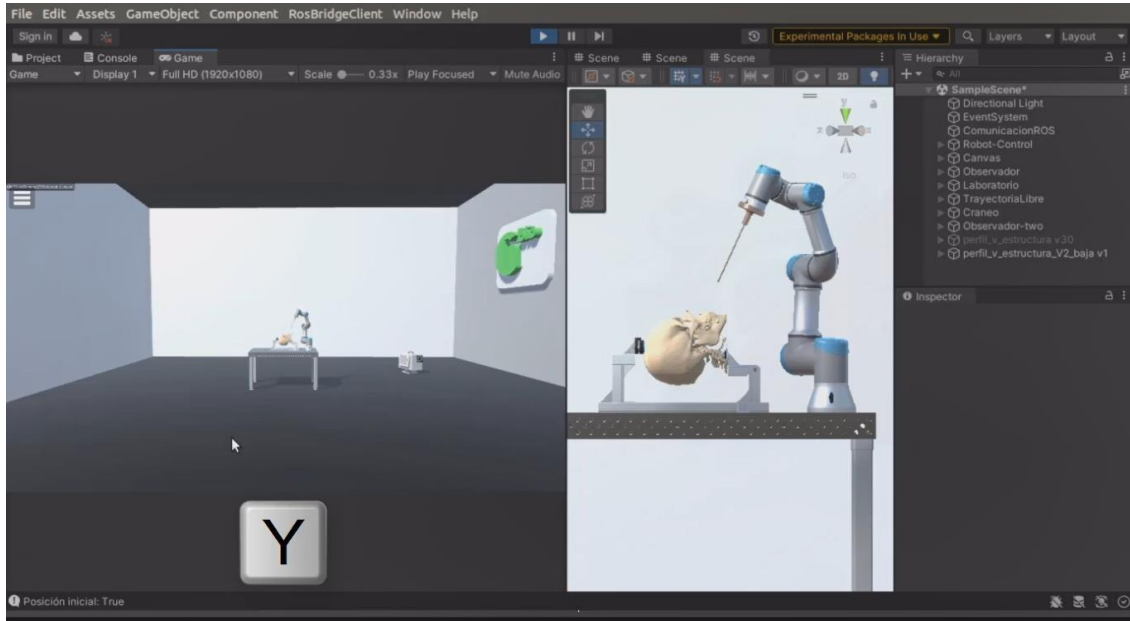 File Edit Assets GameObject Component RosBridgeClient Window Help
Sign in Experimental Packages In Use Layers Layout
Project Console Game Scene Scene Scene Hierarchy
Game Display 1 Full HD (1920x1080) Scale 0.33x Play Focused Mute Audio 2D All
SampleScene*
Directional Light
EventSystem
ComunicacionROS
Robot-Control
Canvas
Observador
Laboratorio
TrayectoriaLibre
Craneo
Observador-two
perfil_v_estructura v30
perfil_v_estructura_V2_baja v1
y
x
Iso
Inspector
Y
Posición inicial: True